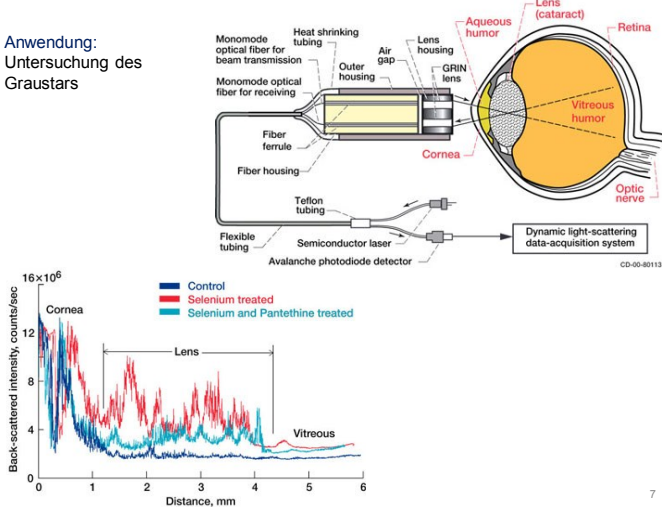 Anwendung:
Untersuchung des
Graustars
Monomode
optical fiber for
beam transmission
Heat shrinking
tubing
Monomode optical
fiber for receiving
Outer
housing
Air
gap
Lens
housing
GRIN
lens
Aqueous
humor
Lens
(cataract)
Retina
Vitreous
humor
Cornea
Optic
nerve
Fiber
ferrule
Fiber housing
Teflon
tubing
Flexible
tubing
Semiconductor laser
Avalanche photodiode detector
Dynamic light-scattering
data-acquisition system
CD-00-80113
Control
Selenium treated
Selenium and Pantethine treated
Back-scattered intensity, counts/sec
16×10⁶
12
8
4
0
Cornea
Lens
Vitreous
0 1 2 3 4 5 6
Distance, mm
7